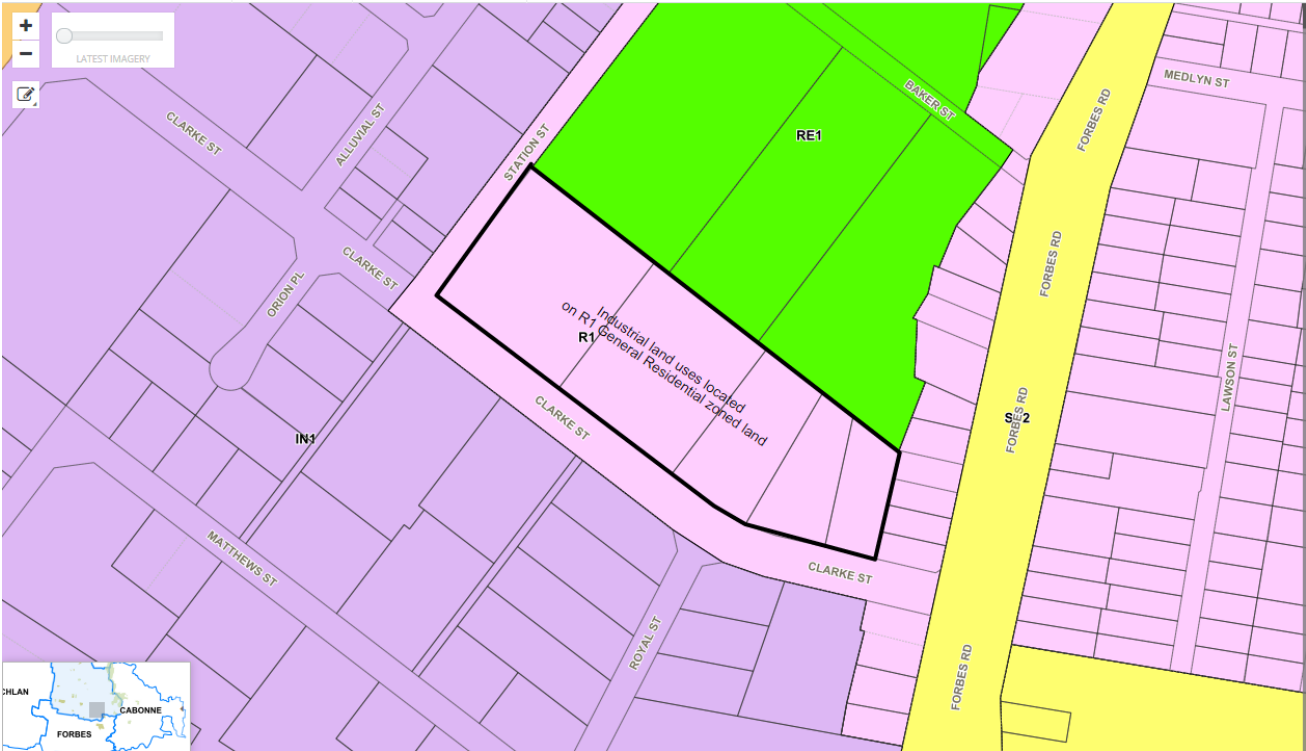 +
−
LATEST IMAGERY
CLARKE ST
ALLUVIAL ST
STATION ST
BAKER ST
MEDLYN ST
FORBES RD
RE1
CLARKE ST
ORION PL
FORBES RD
Industrial land uses located
on R1 General Residential zoned land
R1
LAWSON ST
CLARKE ST
FORBES RD
IN1
MATTHEWS ST
CLARKE ST
ROYAL ST
FORBES RD
CHLAN
CABONNE
FORBES